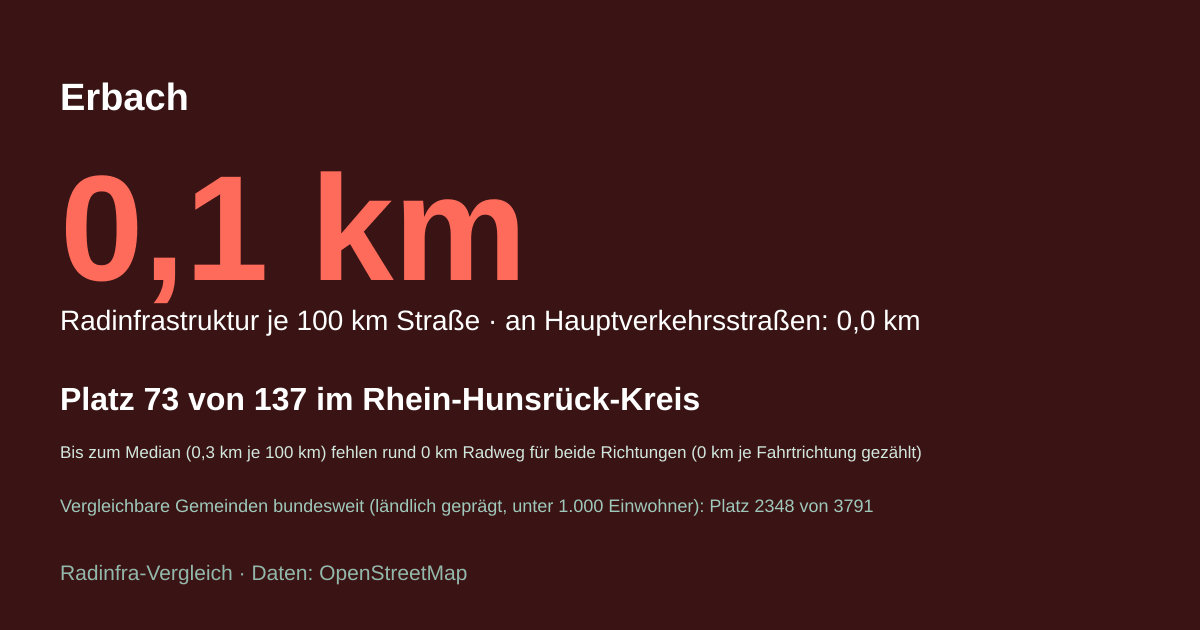 Erbach
0,1 km
Radinfrastruktur je 100 km Straße · an Hauptverkehrsstraßen: 0,0 km
Platz 73 von 137 im Rhein-Hunsrück-Kreis
Bis zum Median (0,3 km je 100 km) fehlen rund 0 km Radweg für beide Richtungen (0 km je Fahrtrichtung gezählt)
Vergleichbare Gemeinden bundesweit (ländlich geprägt, unter 1.000 Einwohner): Platz 2348 von 3791
Radinfra-Vergleich · Daten: OpenStreetMap